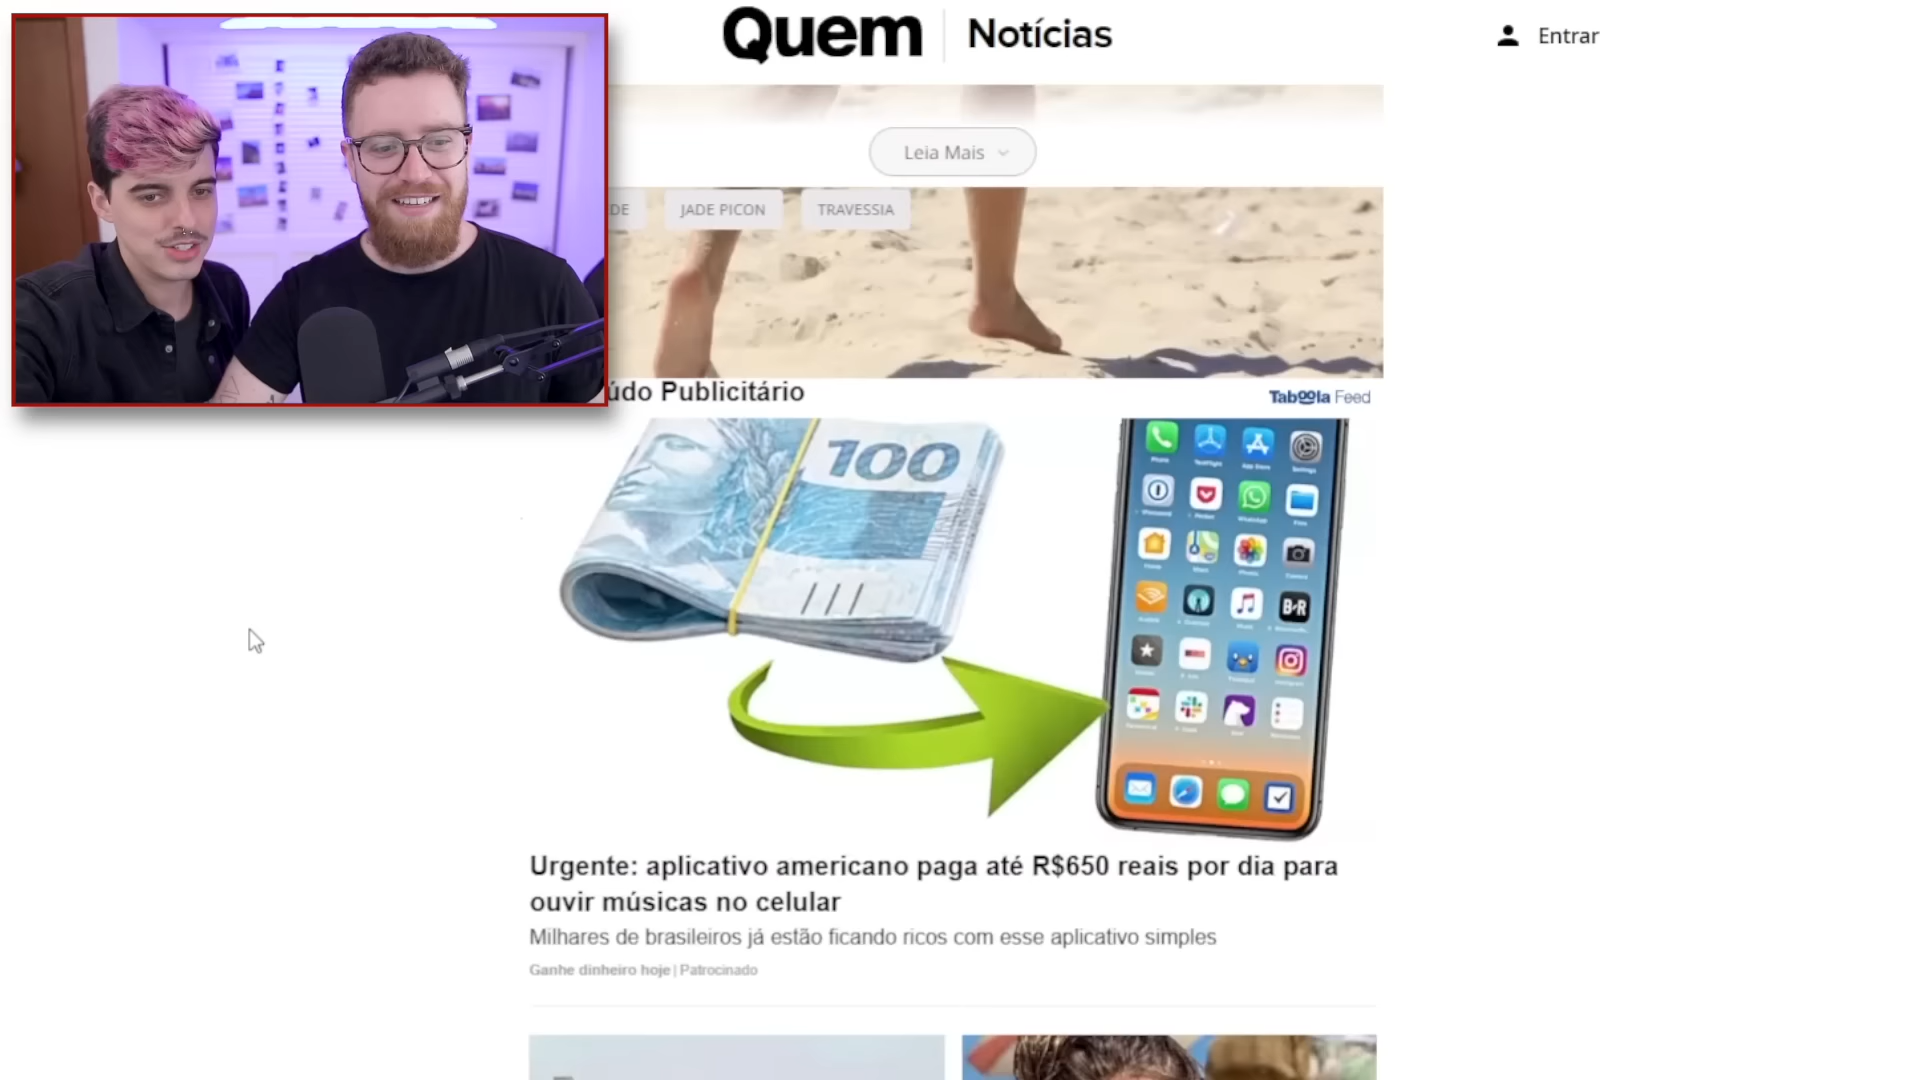 Quem Notícias
Entrar
Leia Mais
DE JADE PICON TRAVESSIA
údo Publicitário
Taboola Feed
100
Urgente: aplicativo americano paga até R$650 reais por dia para
ouvir músicas no celular
Milhares de brasileiros já estão ficando ricos com esse aplicativo simples
Ganhe dinheiro hoje | Patrocinado